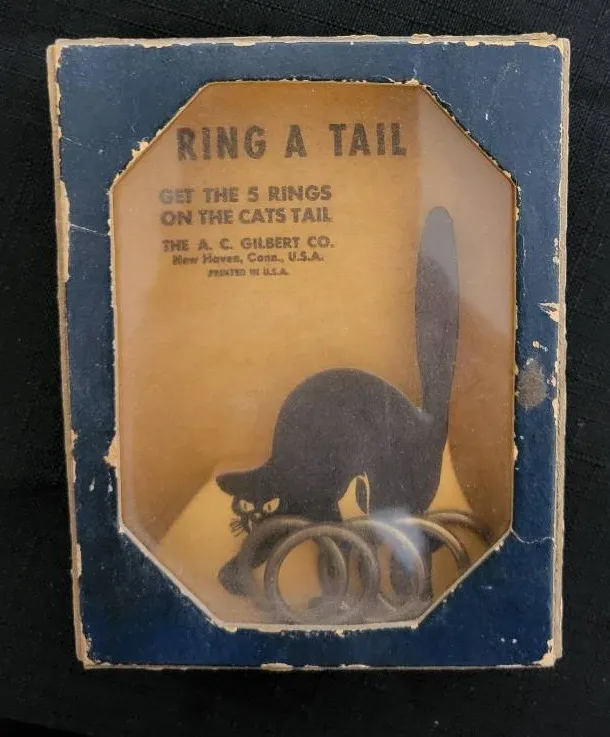 RING A TAIL
GET THE 5 RINGS
ON THE CATS TAIL
THE A. C. GILBERT CO.
New Haven, Conn., U.S.A.
PRINTED IN U.S.A.